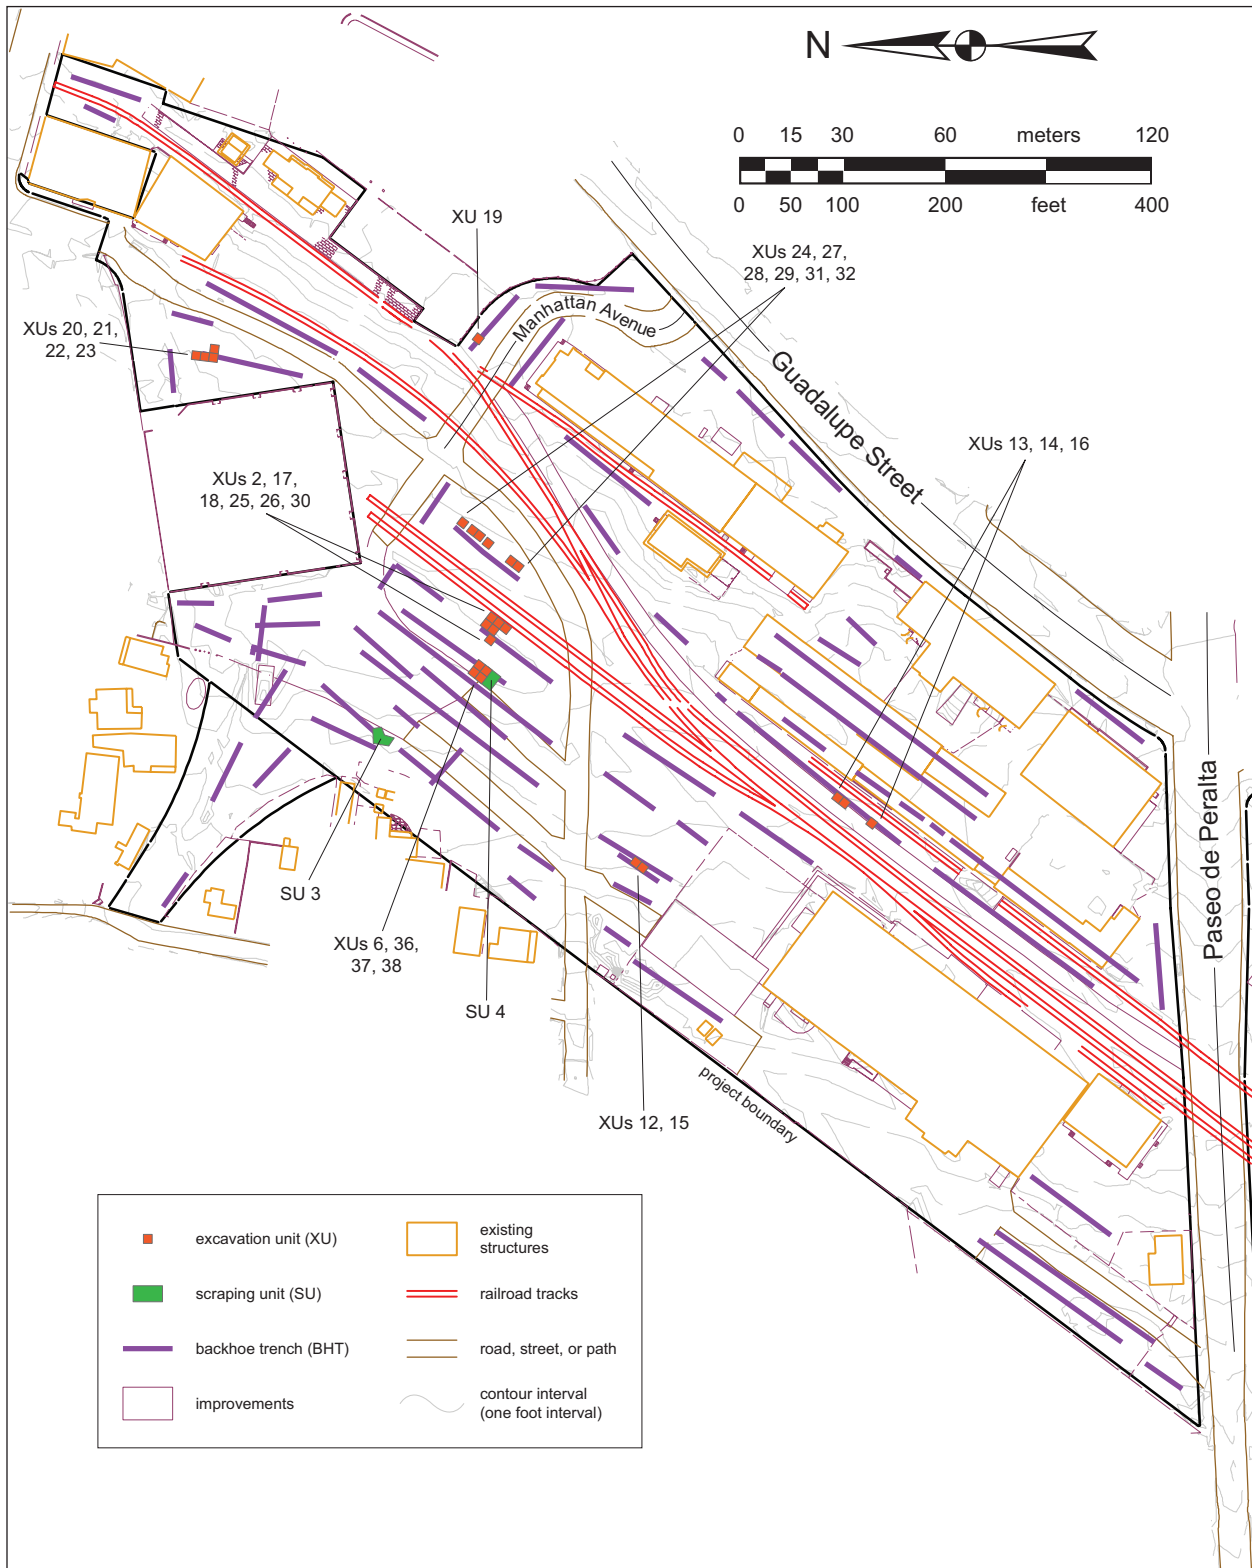 N
0 15 30 60 meters 120
0 50 100 200 feet 400
XU 19
XUs 24, 27,
28, 29, 31, 32
Manhattan Avenue
XUs 20, 21,
22, 23
Guadalupe Street
XUs 13, 14, 16
XUs 2, 17,
18, 25, 26, 30
Paseo de Peralta
SU 3
XUs 6, 36,
37, 38
SU 4
project boundary
XUs 12, 15
excavation unit (XU)
scraping unit (SU)
backhoe trench (BHT)
improvements
existing
structures
railroad tracks
road, street, or path
contour interval
(one foot interval)